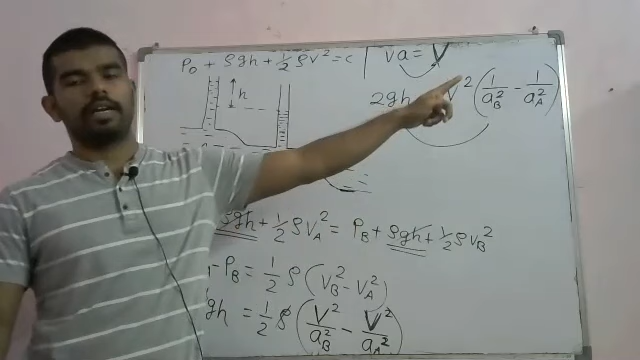 P₀ + ρgh + ½ρv² = c
va = V
h
2gh V² (1/a_B² - 1/a_A²)
ρgh + ½ρV_A² = P_B + ρgh + ½ρV_B²
- P_B = ½ρ(V_B² - V_A²)
gh = ½ρ(V²/a_B² - V²/a_A²)